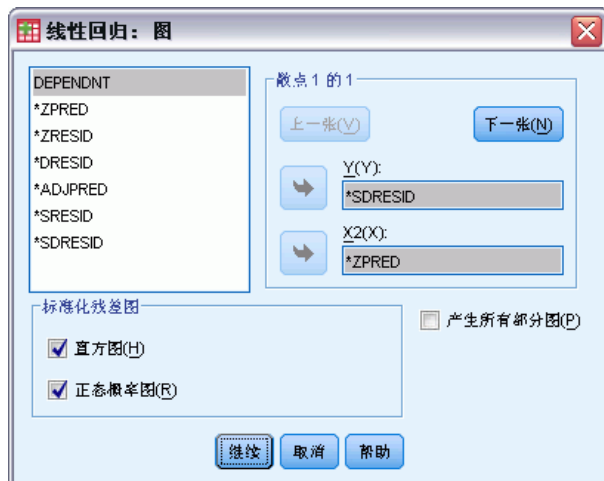 线性回归：图
DEPENDNT
*ZPRED
*ZRESID
*DRESID
*ADJPRED
*SRESID
*SDRESID
散点 1 的 1
上一张(V)
下一张(N)
Y(Y):
*SDRESID
X2(X):
*ZPRED
标准化残差图
直方图(H)
正态概率图(R)
产生所有部分图(P)
继续
取消
帮助